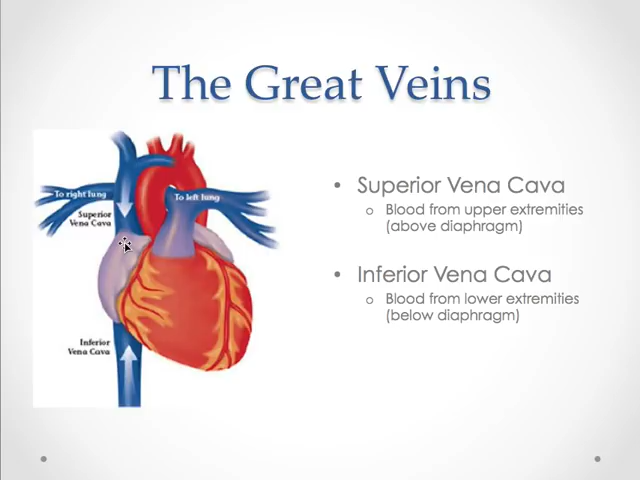 The Great Veins
To right lung
To left lung
Superior
Vena Cava
Inferior
Vena Cava
• Superior Vena Cava
o Blood from upper extremities
(above diaphragm)
• Inferior Vena Cava
o Blood from lower extremities
(below diaphragm)